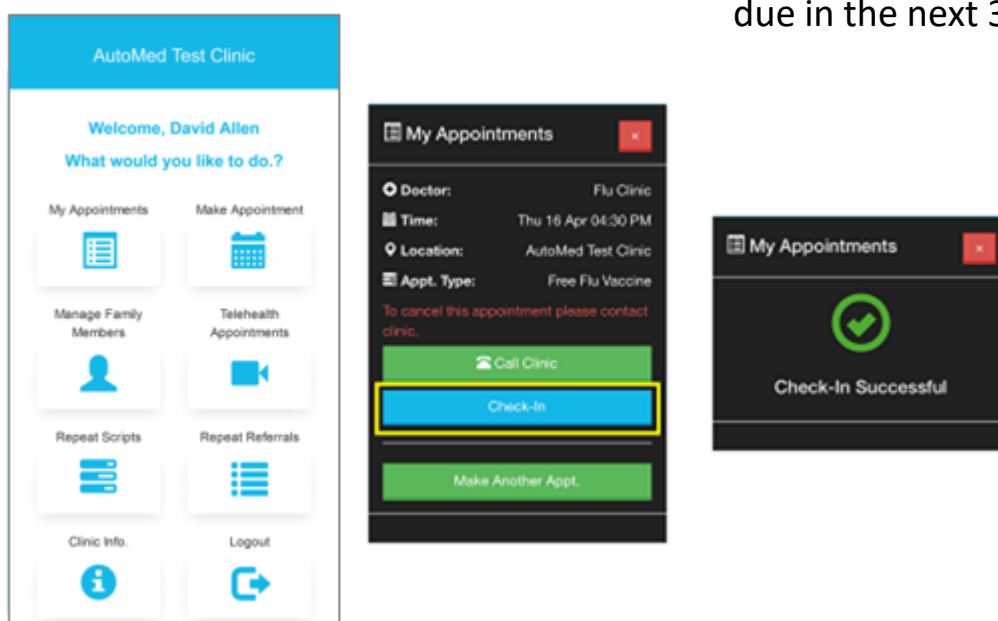 due in the next 3
AutoMed Test Clinic
Welcome, David Allen
What would you like to do.?
My Appointments Make Appointment
Manage Family Members Telehealth Appointments
Repeat Scripts Repeat Referrals
Clinic Info. Logout
My Appointments ×
Doctor: Flu Clinic
Time: Thu 16 Apr 04:30 PM
Location: AutoMed Test Clinic
Appt. Type: Free Flu Vaccine
To cancel this appointment please contact
clinic.
Call Clinic
Check-In
Make Another Appt.
My Appointments ×
Check-In Successful